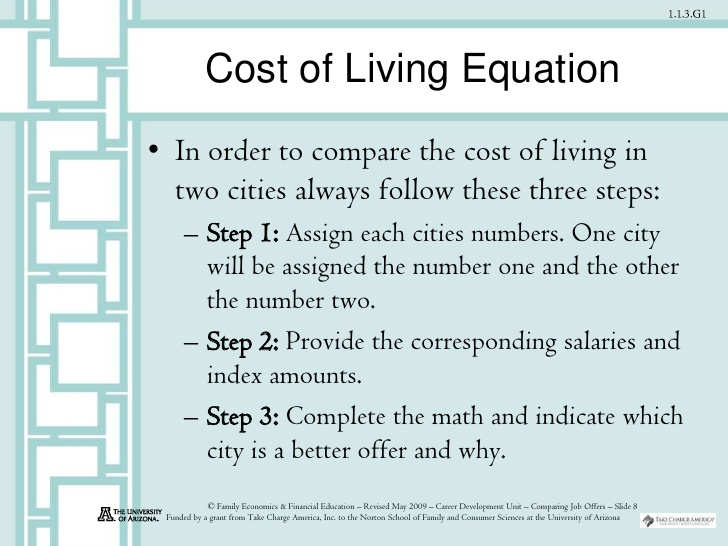 1.1.3.G1
Cost of Living Equation
• In order to compare the cost of living in
two cities always follow these three steps:
– Step 1: Assign each cities numbers. One city
will be assigned the number one and the other
the number two.
– Step 2: Provide the corresponding salaries and
index amounts.
– Step 3: Complete the math and indicate which
city is a better offer and why.
© Family Economics & Financial Education – Revised May 2009 – Career Development Unit – Comparing Job Offers – Slide 8
Funded by a grant from Take Charge America, Inc. to the Norton School of Family and Consumer Sciences at the University of Arizona
THE UNIVERSITY
OF ARIZONA.
TAKE CHARGE AMERICA